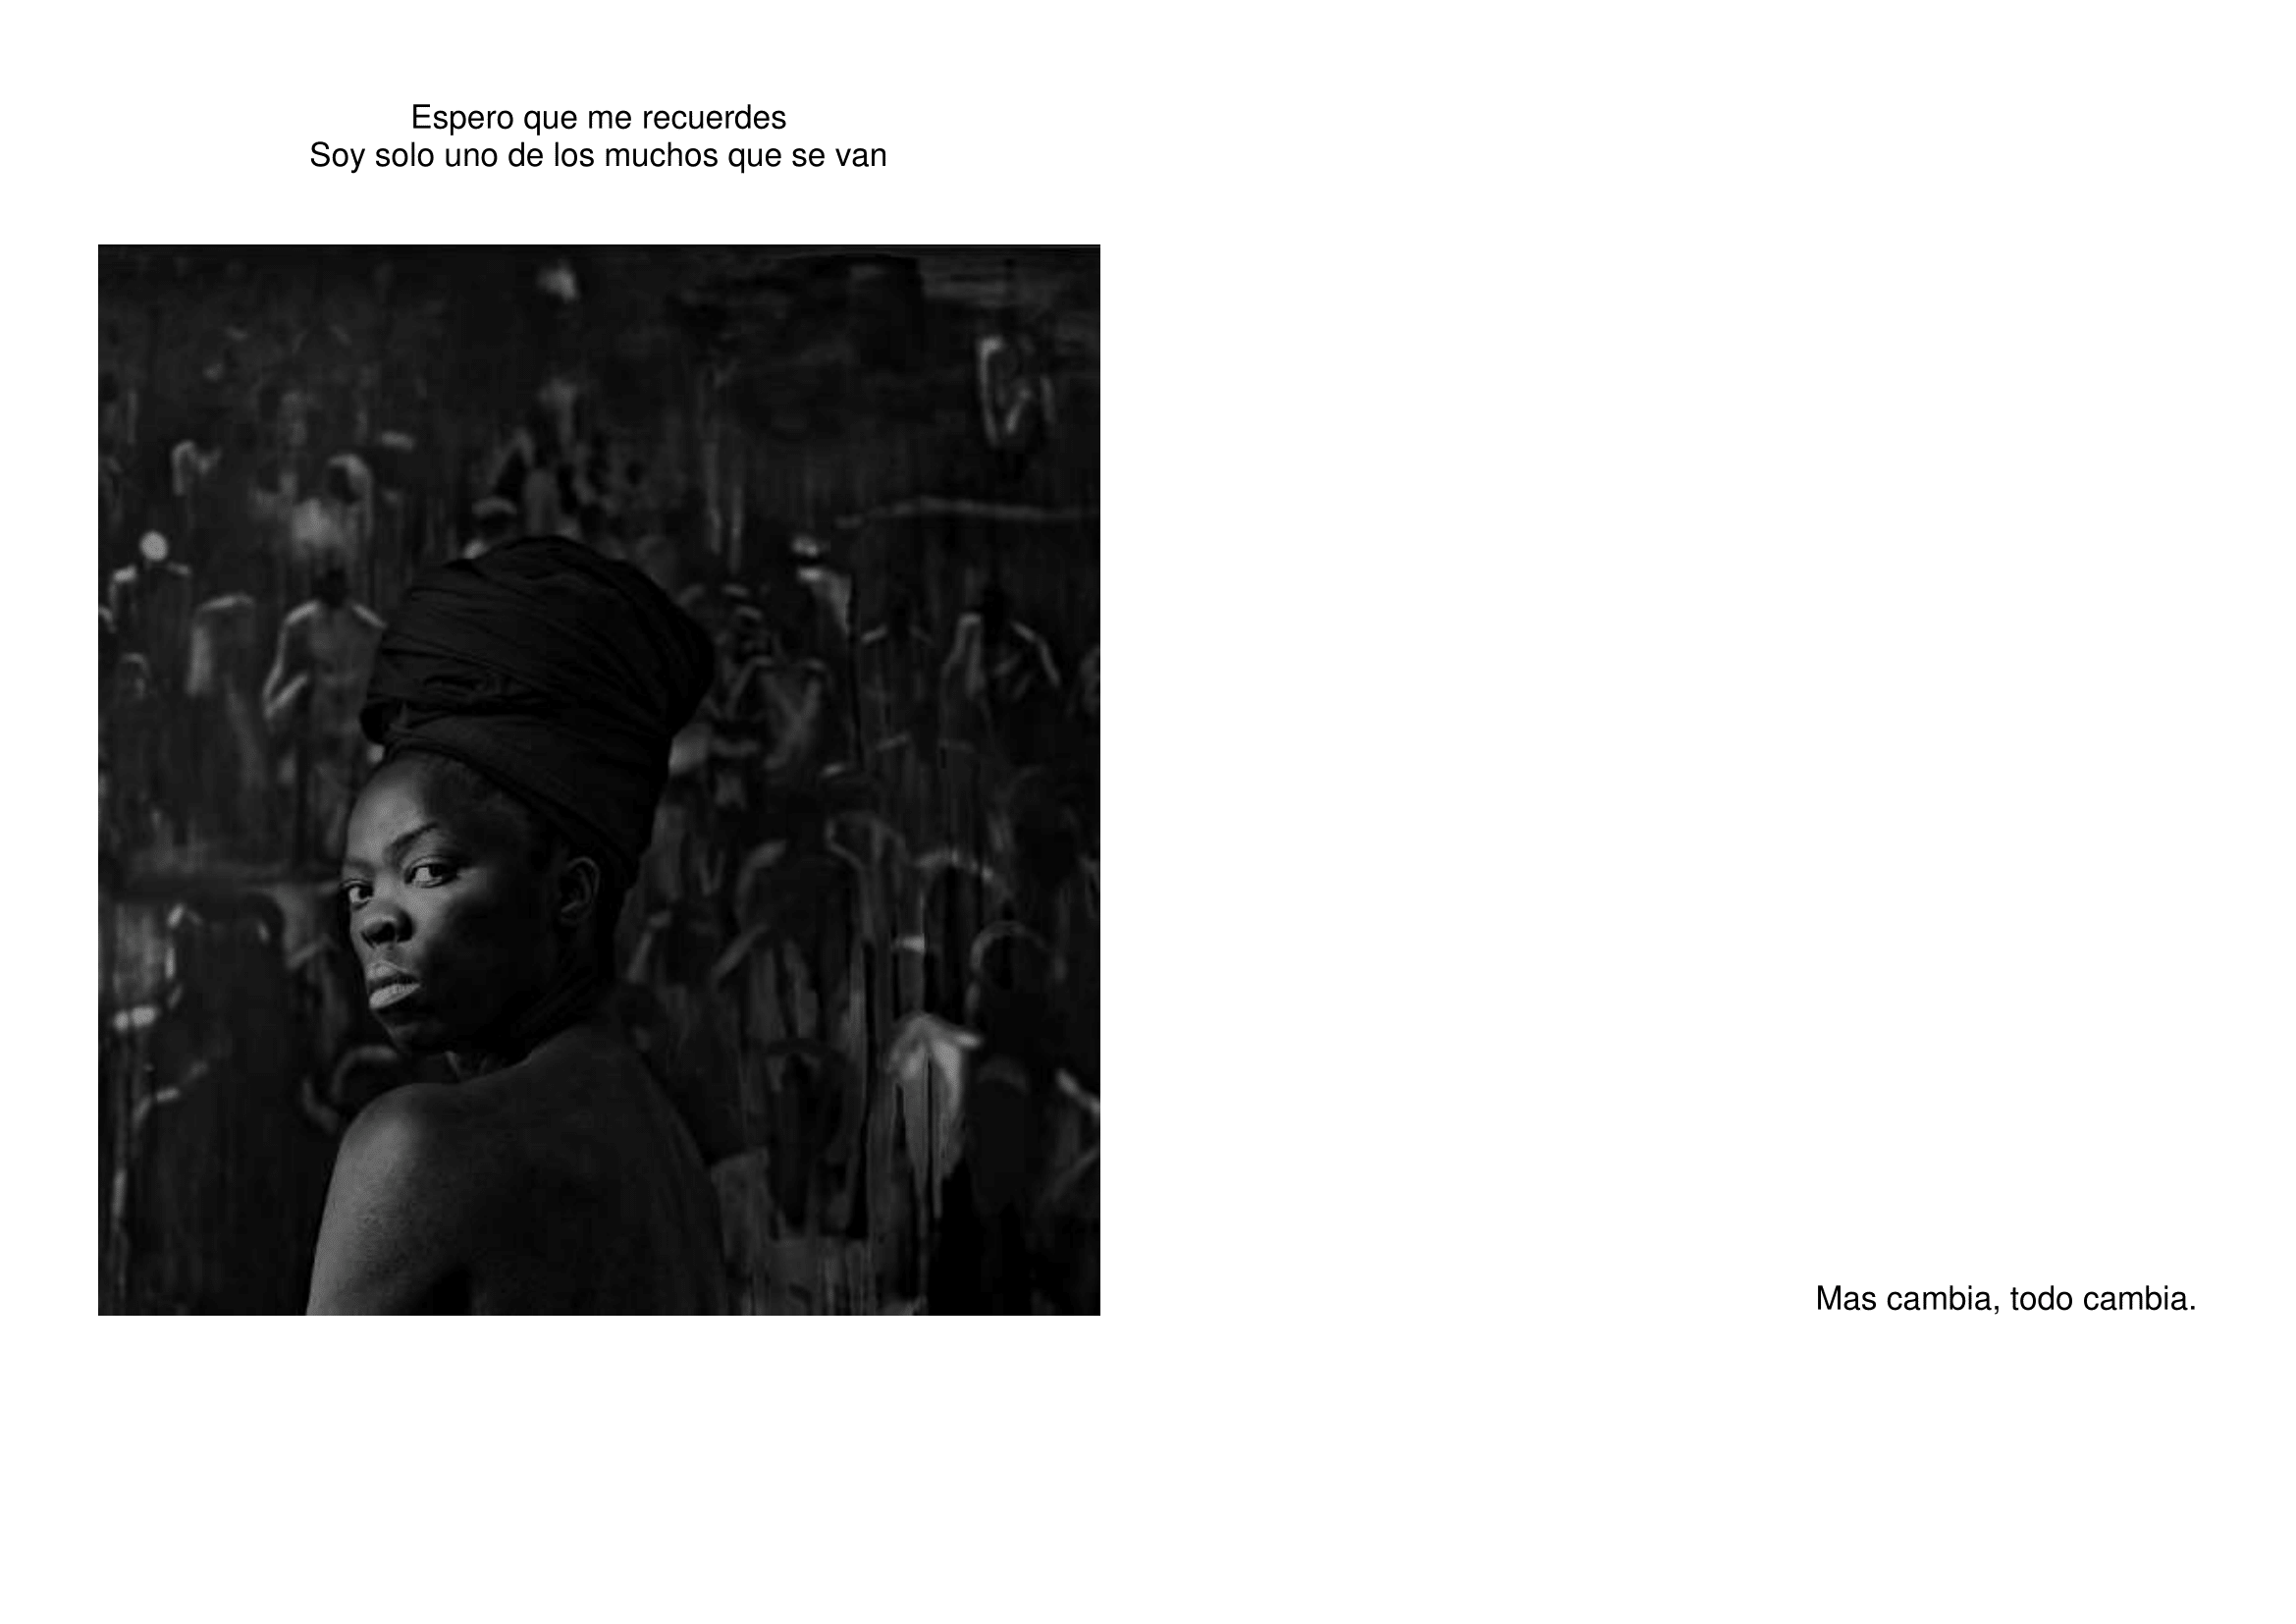 Espero que me recuerdes
Soy solo uno de los muchos que se van
Mas cambia, todo cambia.